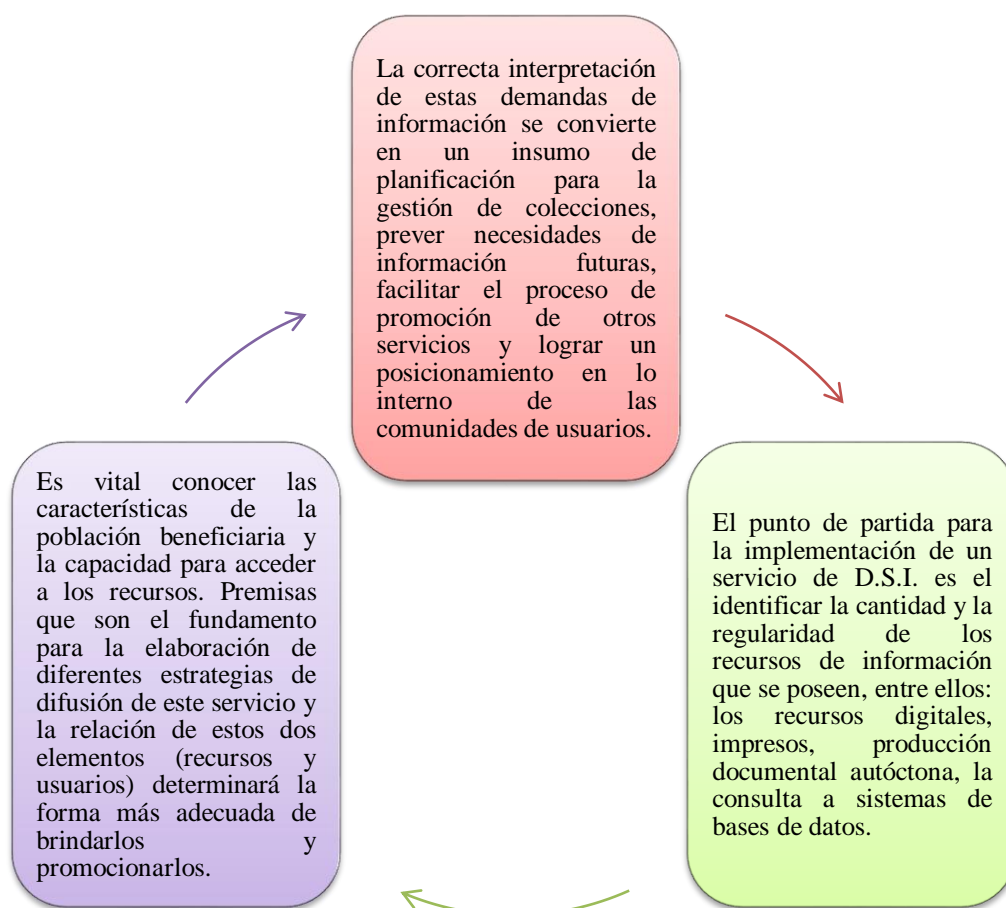 La correcta interpretación
de estas demandas de
información se convierte
en un insumo de
planificación para la
gestión de colecciones,
prever necesidades de
información futuras,
facilitar el proceso de
promoción de otros
servicios y lograr un
posicionamiento en lo
interno de las
comunidades de usuarios.
El punto de partida para
la implementación de un
servicio de D.S.I. es el
identificar la cantidad y la
regularidad de los
recursos de información
que se poseen, entre ellos:
los recursos digitales,
impresos, producción
documental autóctona, la
consulta a sistemas de
bases de datos.
Es vital conocer las
características de la
población beneficiaria y
la capacidad para acceder
a los recursos. Premisas
que son el fundamento
para la elaboración de
diferentes estrategias de
difusión de este servicio y
la relación de estos dos
elementos (recursos y
usuarios) determinará la
forma más adecuada de
brindarlos y
promocionarlos.